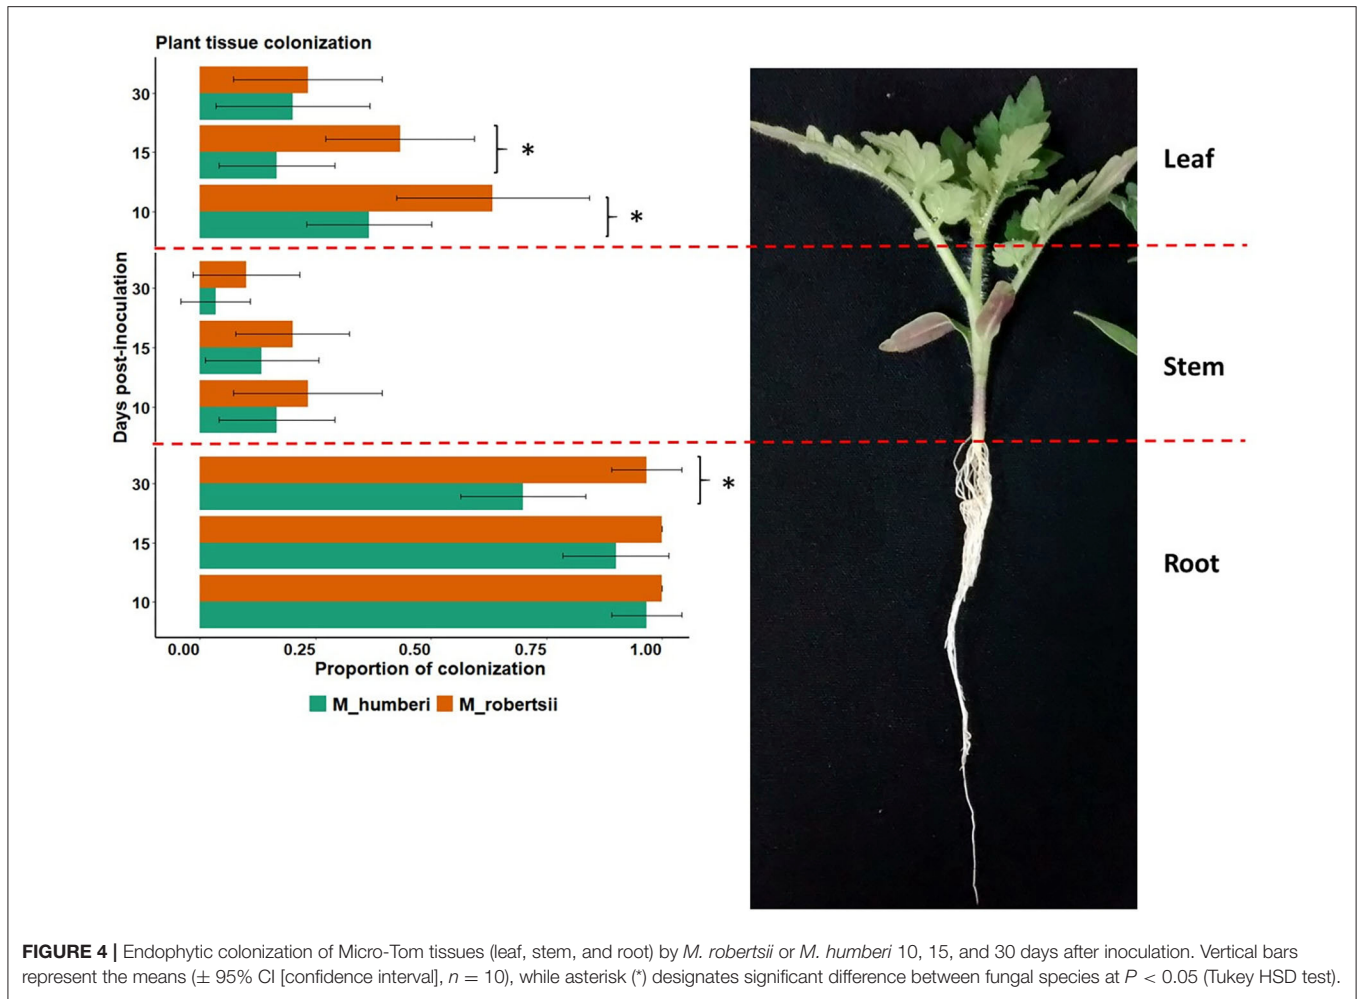 Plant tissue colonization
30
15
*
10
*
Leaf
Days post-inoculation
30
15
10
Stem
30
*
15
10
Root
0.00 0.25 0.50 0.75 1.00
Proportion of colonization
M_humberi M_robertsii
FIGURE 4 | Endophytic colonization of Micro-Tom tissues (leaf, stem, and root) by M. robertsii or M. humberi 10, 15, and 30 days after inoculation. Vertical bars
represent the means (± 95% CI [confidence interval], n = 10), while asterisk (*) designates significant difference between fungal species at P < 0.05 (Tukey HSD test).